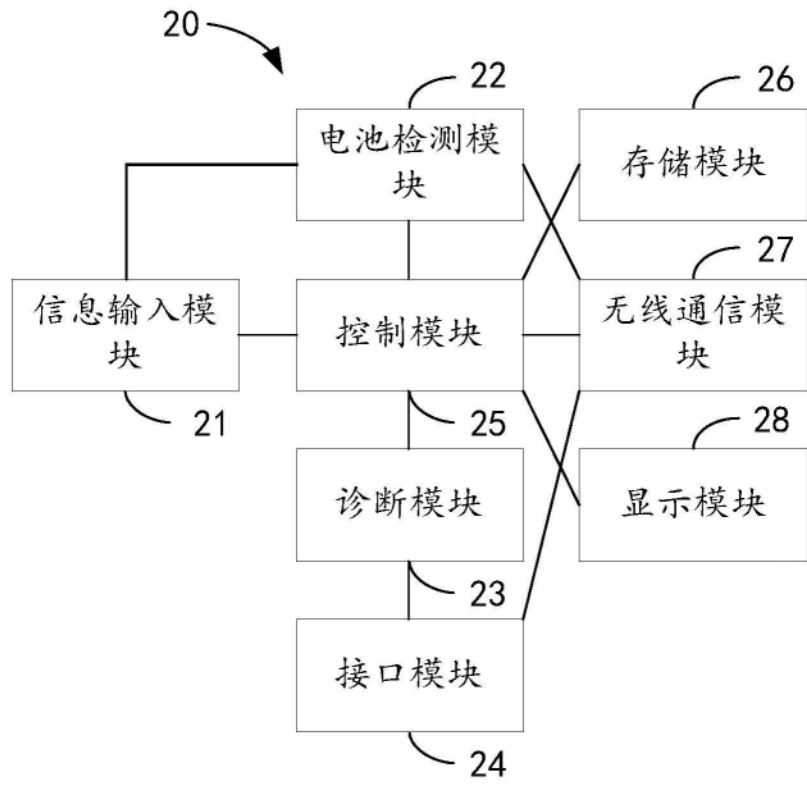 20
22
26
电池检测模
块
存储模块
27
信息输入模
块
控制模块
无线通信模
块
21
25
28
诊断模块
显示模块
23
接口模块
24